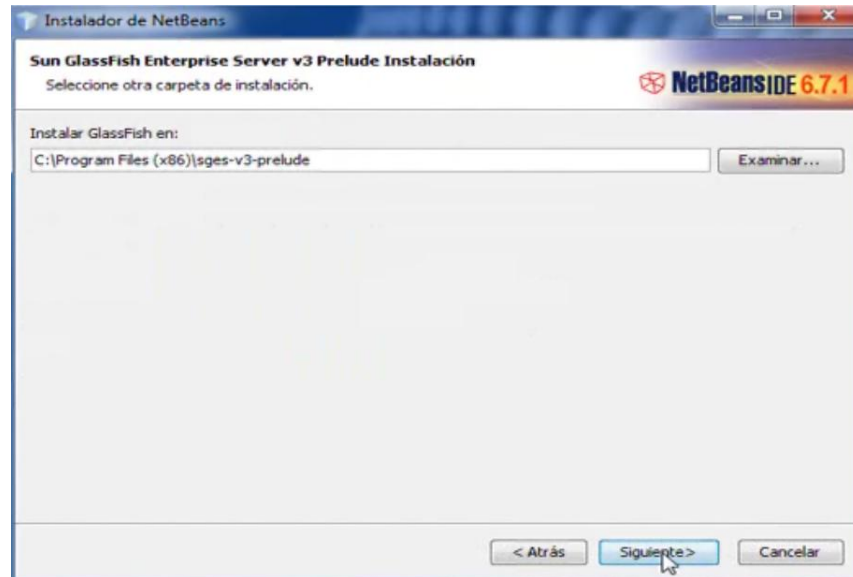 Instalador de NetBeans
Sun GlassFish Enterprise Server v3 Prelude Instalación
Seleccione otra carpeta de instalación.
NetBeans IDE 6.7.1
Instalar GlassFish en:
C:\Program Files (x86)\sges-v3-prelude
Examinar...
< Atrás
Siguiente >
Cancelar